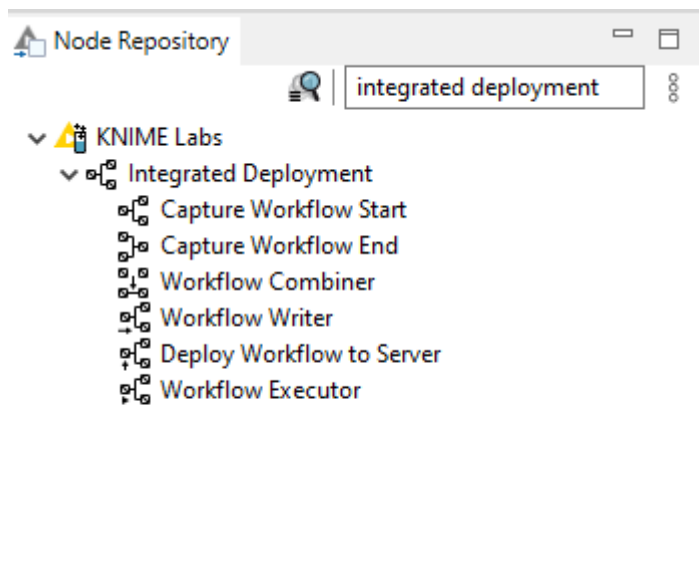 Node Repository
integrated deployment
KNIME Labs
Integrated Deployment
Capture Workflow Start
Capture Workflow End
Workflow Combiner
Workflow Writer
Deploy Workflow to Server
Workflow Executor